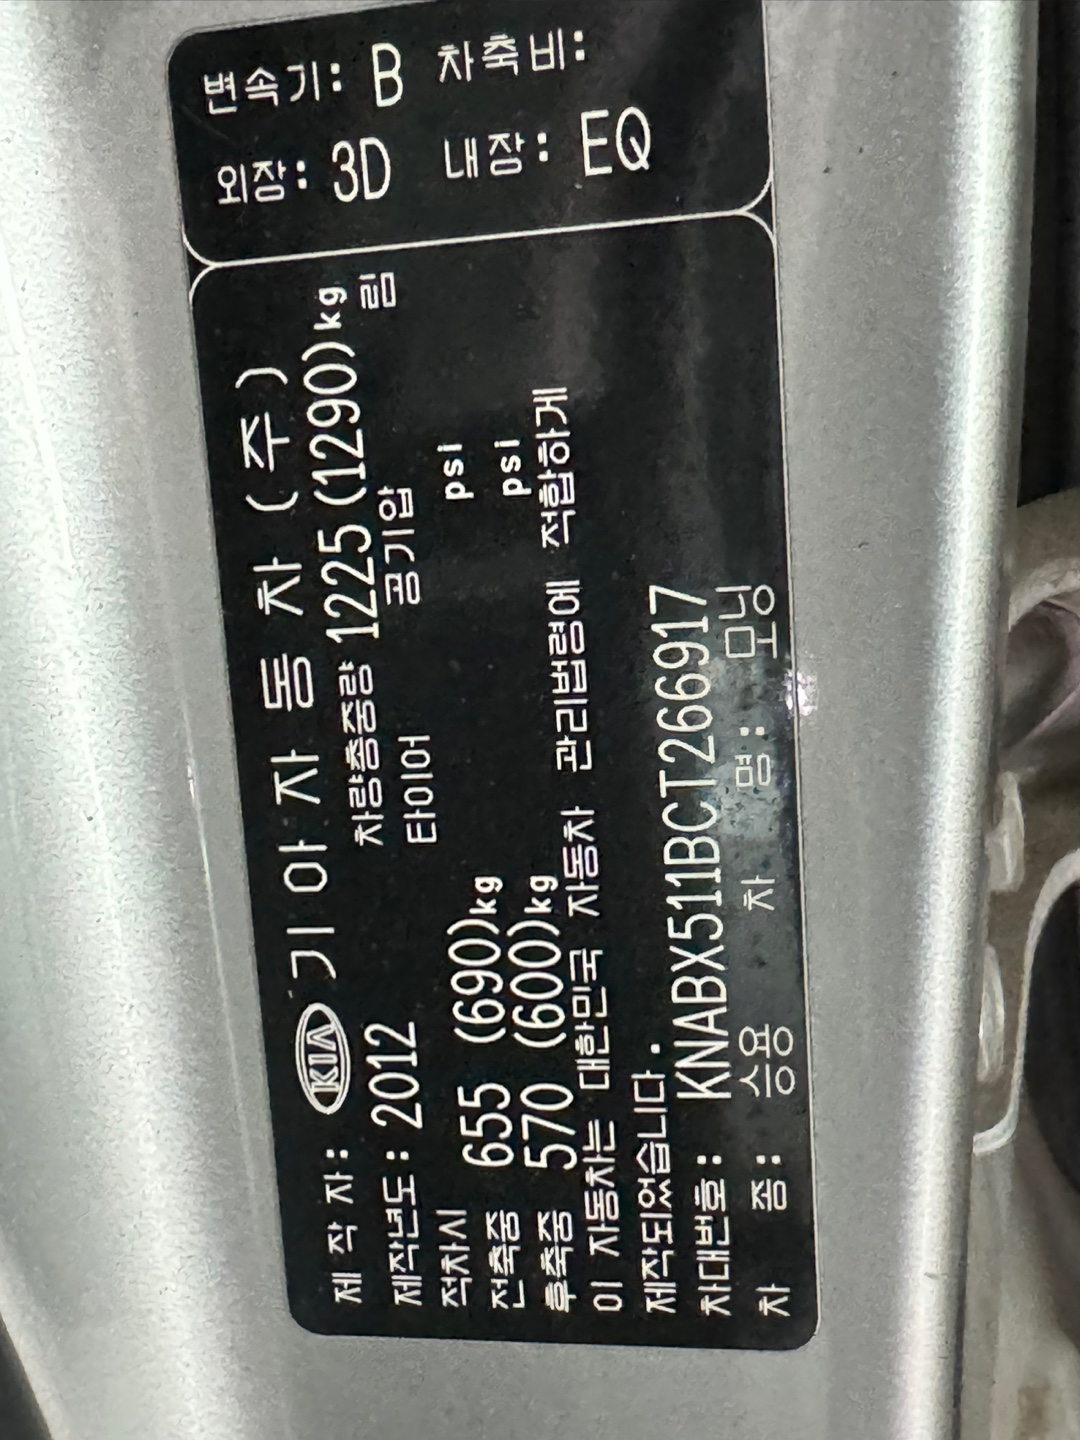 변속기: B 차축비:
외장: 3D 내장: EQ
제 작 자: KIA 기 아 자 동 차 (주)
제작년도: 2012 차량총중량 1225 (1290)kg
적차시 타이어 공기압 림
전축중 655 (690)kg psi
후축중 570 (600)kg psi
이 자동차는 대한민국 자동차 관리법령에 적합하게
제작되었습니다.
차대번호: KNABX511BCT266917
차 종: 승용 차 명: 모닝